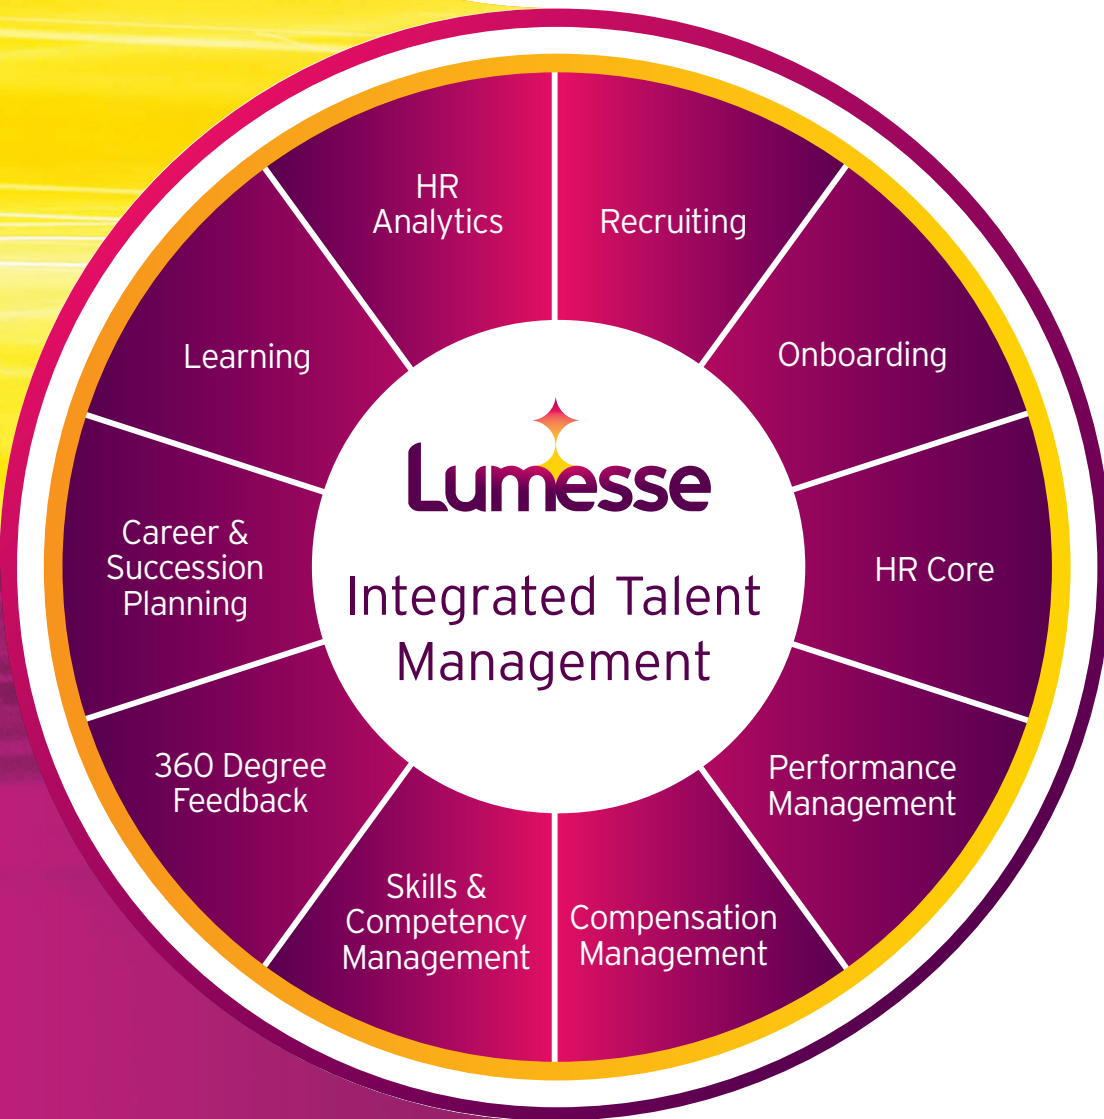 HR
Analytics
Recruiting
Onboarding
HR Core
Performance
Management
Compensation
Management
Skills &
Competency
Management
360 Degree
Feedback
Career &
Succession
Planning
Learning
Lumesse
Integrated Talent
Management